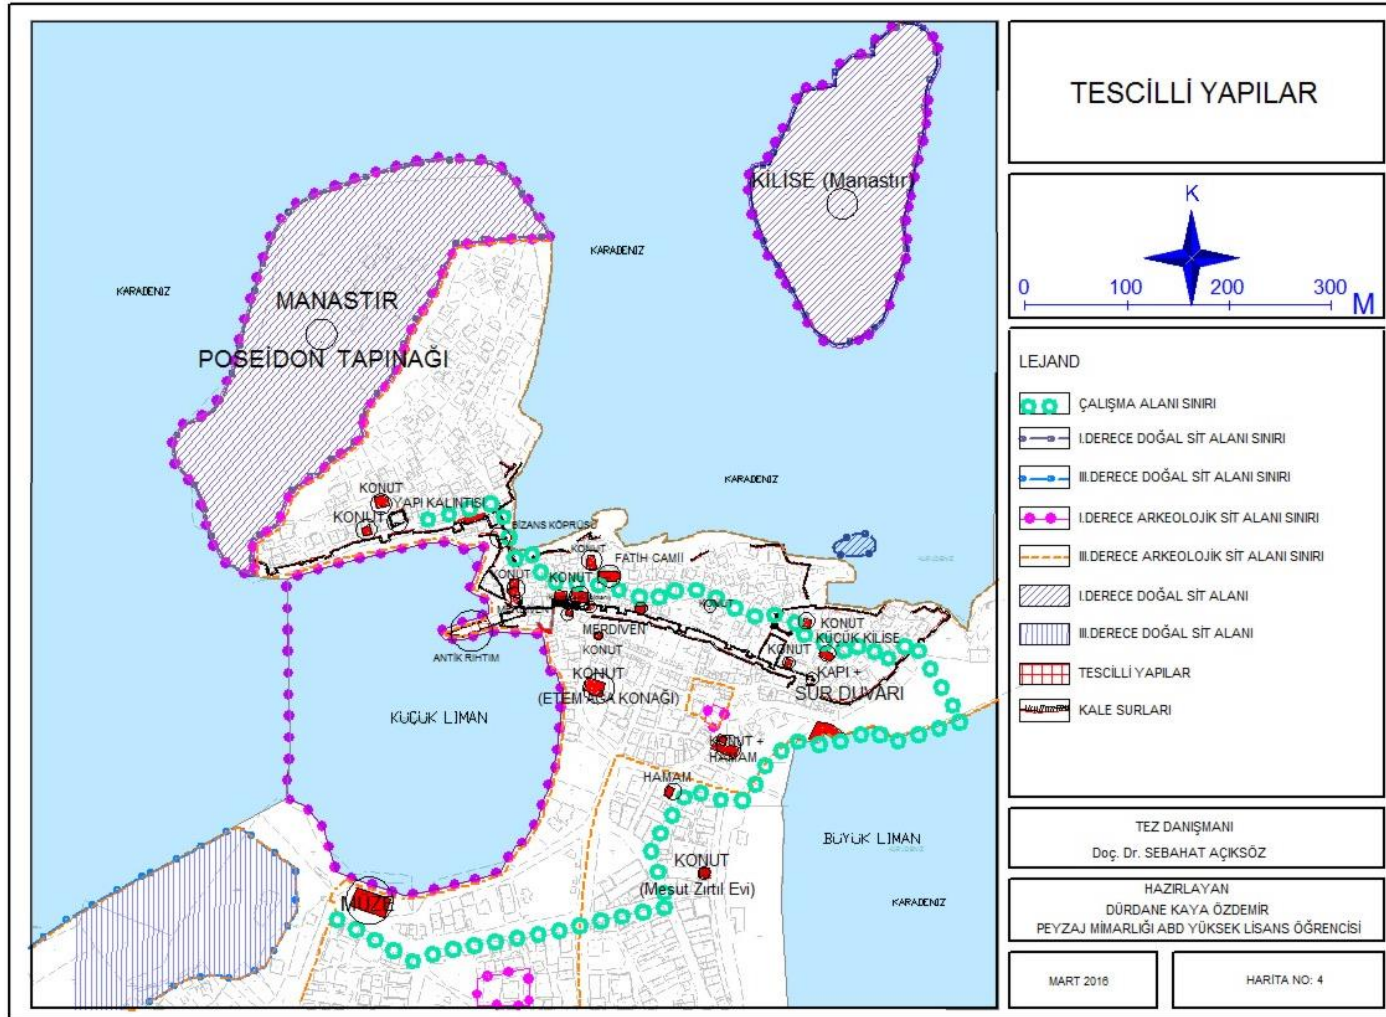 TESCİLLİ YAPILAR
K
0 100 200 300 M
LEJAND
ÇALIŞMA ALANI SINIRI
I.DERECE DOĞAL SİT ALANI SINIRI
III.DERECE DOĞAL SİT ALANI SINIRI
I.DERECE ARKEOLOJİK SİT ALANI SINIRI
III.DERECE ARKEOLOJİK SİT ALANI SINIRI
I.DERECE DOĞAL SİT ALANI
III.DERECE DOĞAL SİT ALANI
TESCİLLİ YAPILAR
KALE SURLARI
TEZ DANIŞMANI
Doç. Dr. SEBAHAT AÇIKSÖZ
HAZIRLAYAN
DÜRDANE KAYA ÖZDEMİR
PEYZAJ MİMARLIĞI ABD YÜKSEK LİSANS ÖĞRENCİSİ
MART 2016
HARİTA NO: 4
KİLİSE (Manastır)
KARADENİZ
KARADENİZ
MANASTIR
POSEİDON TAPINAĞI
KARADENİZ
KONUT
YAPI KALINTISI
KONUT
BİZANS KÖPRÜSÜ
KONUT
FATİH CAMİİ
KONUT
KONUT
KONUT
MERDİVEN
MERDİVEN
KONUT
KONUT
KÜÇÜK KİLİSE
KONUT
KAPI +
SUR DUVARI
ANTİK RIHTIM
KONUT
(ETEM AĞA KONAĞI)
KÜÇÜK LİMAN
KONUT +
HAMAM
HAMAM
BÜYÜK LİMAN
KONUT
(Mesut Zırtıl Evi)
KARADENİZ
MÜZE